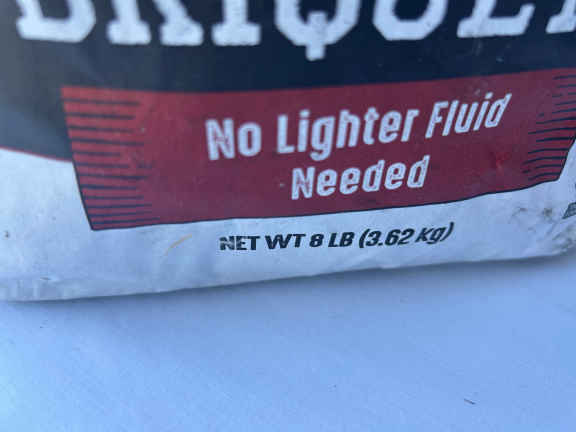 No Lighter Fluid
Needed
NET WT 8 LB (3.62 kg)